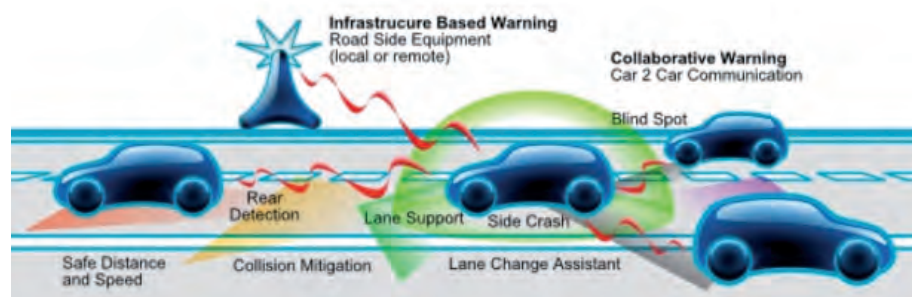 Infrastrucure Based Warning
Road Side Equipment
(local or remote)
Collaborative Warning
Car 2 Car Communication
Blind Spot
Rear
Detection
Lane Support
Side Crash
Safe Distance
and Speed
Collision Mitigation
Lane Change Assistant